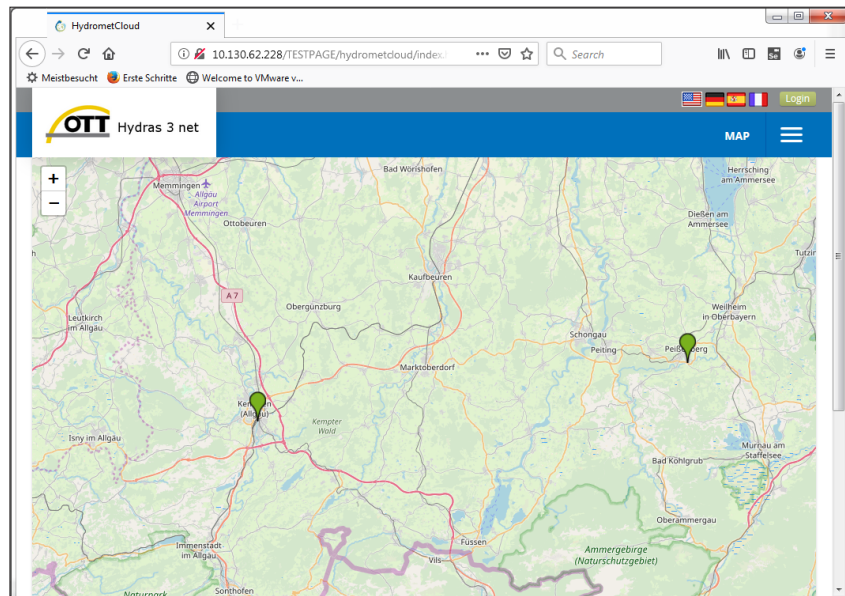 HydrometCloud
10.130.62.228/TESTPAGE/hydrometcloud/index.
Search
Meistbesucht Erste Schritte Welcome to VMware v...
Login
OTT Hydras 3 net
MAP
+
−
Memmingen
Allgäu
Airport
Memmingen
Bad Wörishofen
Herrsching
am Ammersee
Dießen am
Ammersee
Ottobeuren
Kaufbeuren
A 7
Obergünzburg
Leutkirch
im Allgäu
Weilheim
in Oberbayern
Schongau
Peiting
Marktoberdorf
(Allgäu)
Kempter
Wald
Isny im Allgäu
Murnau am
Staffelsee
Bad Kohlgrub
Oberammergau
Füssen
Vils
Immenstadt
im Allgäu
Ammergebirge
(Naturschutzgebiet)
Sonthofen
Naturpark